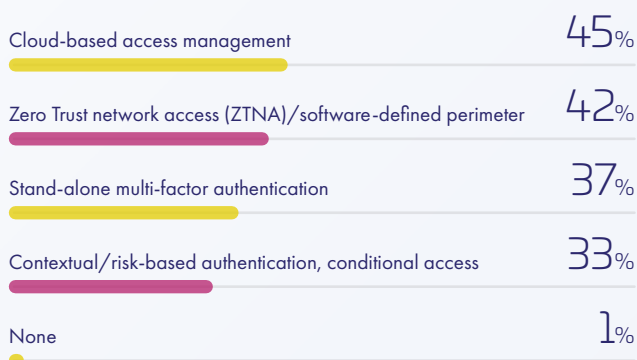 Cloud-based access management 45%
Zero Trust network access (ZTNA)/software-defined perimeter 42%
Stand-alone multi-factor authentication 37%
Contextual/risk-based authentication, conditional access 33%
None 1%